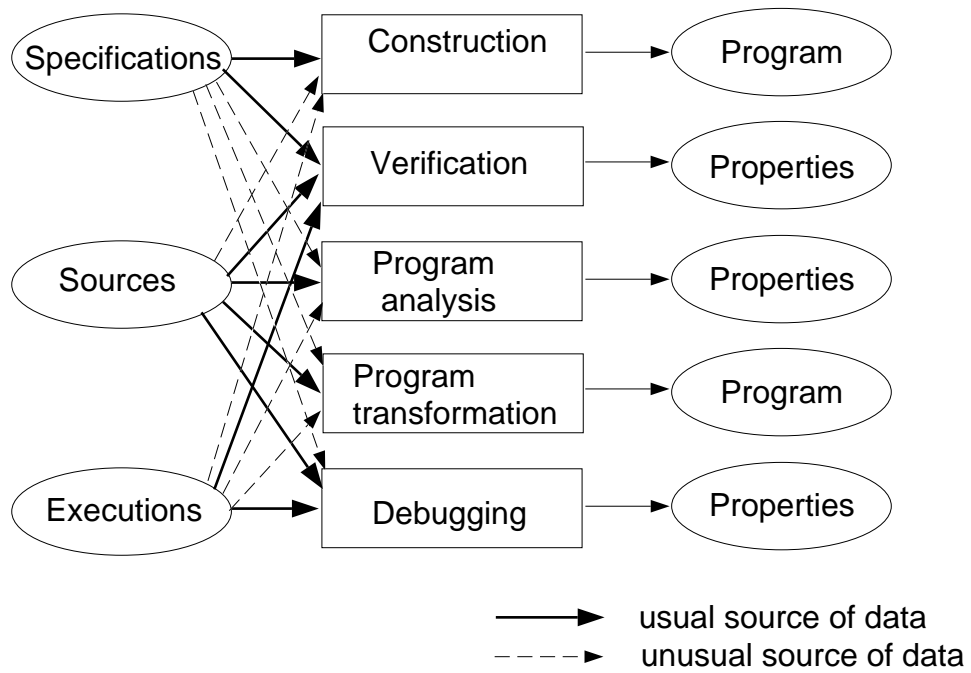 Specifications
Construction
Program
Verification
Properties
Sources
Program
analysis
Properties
Program
transformation
Program
Executions
Debugging
Properties
usual source of data
unusual source of data